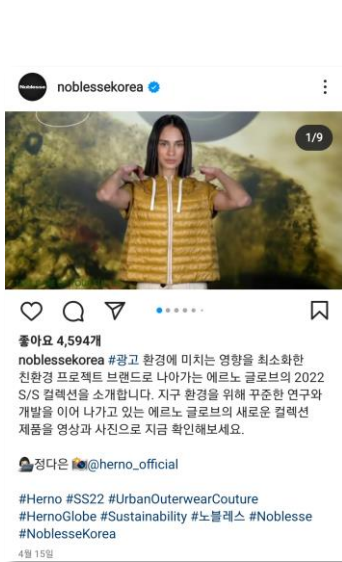 Noblesse
noblessekorea
1/9
좋아요 4,594개
noblessekorea #광고 환경에 미치는 영향을 최소화한
친환경 프로젝트 브랜드로 나아가는 에르노 글로브의 2022
S/S 컬렉션을 소개합니다. 지구 환경을 위해 꾸준한 연구와
개발을 이어 나가고 있는 에르노 글로브의 새로운 컬렉션
제품을 영상과 사진으로 지금 확인해보세요.
정다은 @herno_official
#Herno #SS22 #UrbanOuterwearCouture
#HernoGlobe #Sustainability #노블레스 #Noblesse
#NoblesseKorea
4월 15일